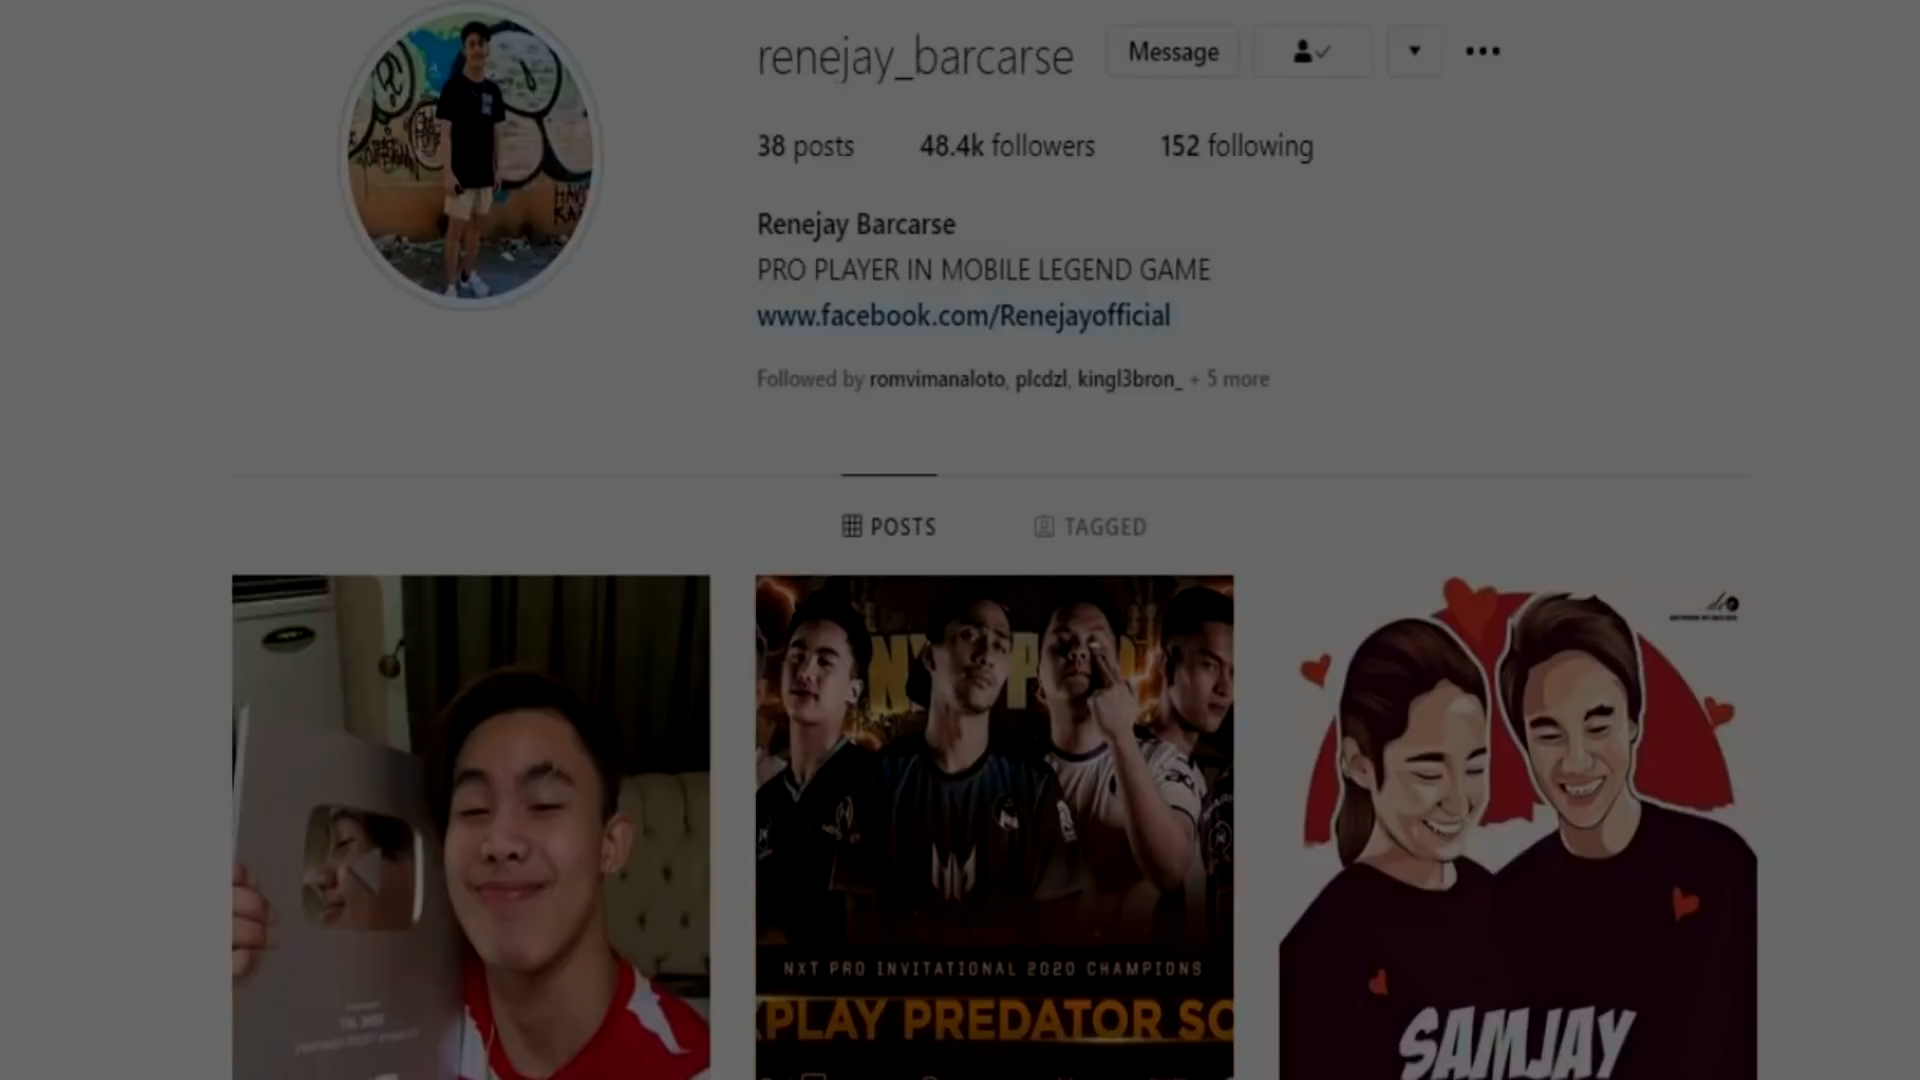 renejay_barcarse Message
38 posts 48.4k followers 152 following
Renejay Barcarse
PRO PLAYER IN MOBILE LEGEND GAME
www.facebook.com/Renejayofficial
Followed by romvimanaloto, plcdzl, kingl3bron_ + 5 more
POSTS TAGGED
NXT PRO INVITATIONAL 2020 CHAMPIONS
XPLAY PREDATOR SC
SAMJAY